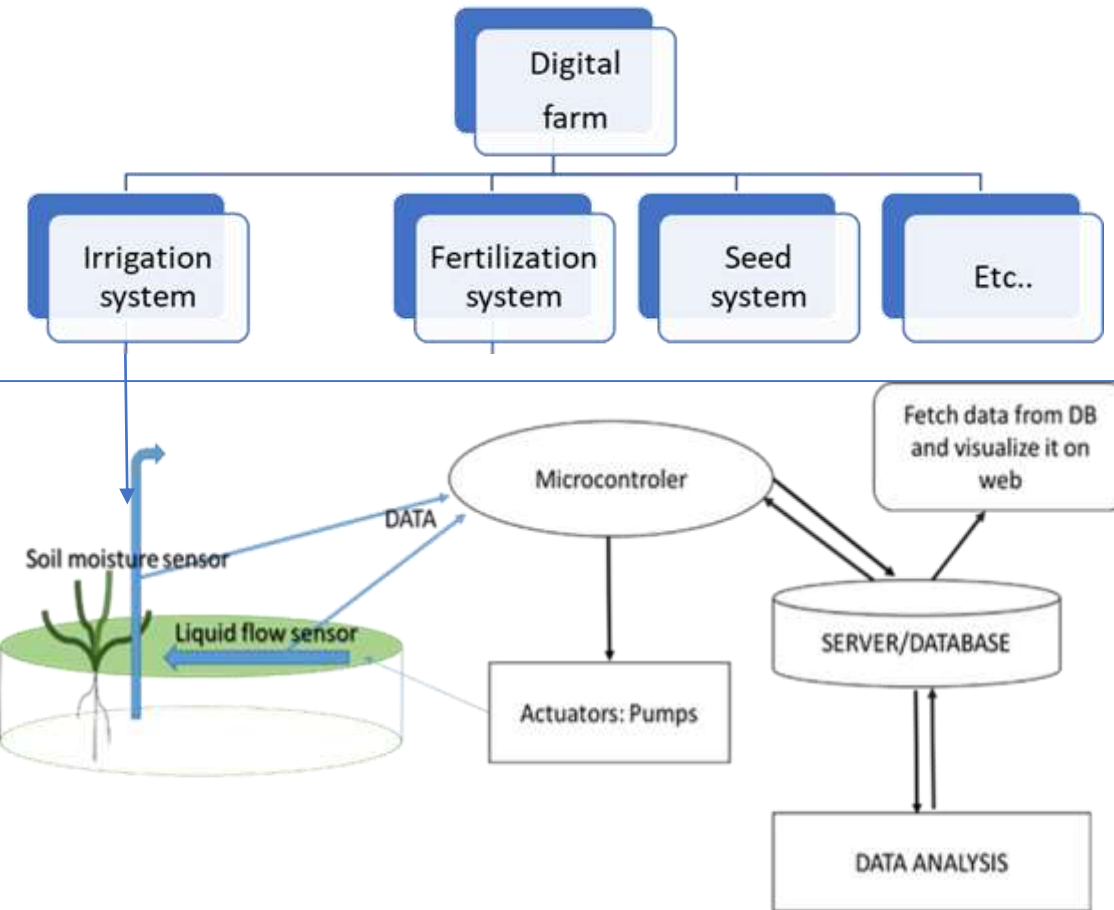 Digital
farm
Irrigation
system
Fertilization
system
Seed
system
Etc..
Fetch data from DB
and visualize it on
web
Microcontroler
DATA
Soil moisture sensor
Liquid flow sensor
SERVER/DATABASE
Actuators: Pumps
DATA ANALYSIS